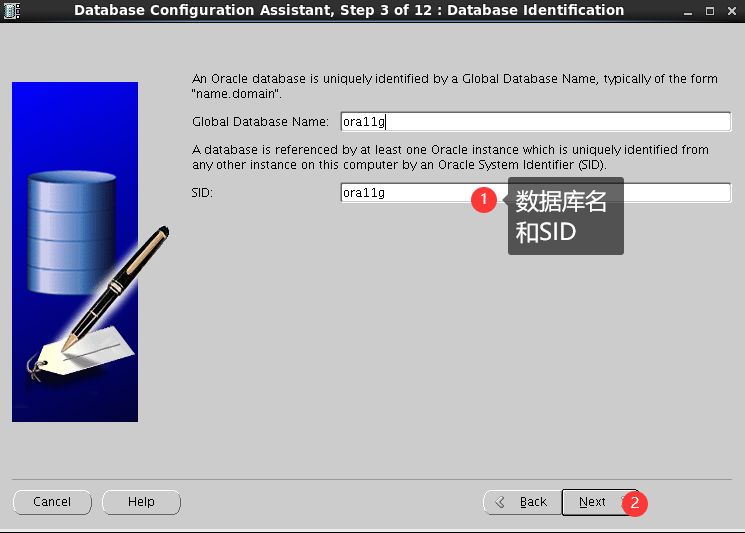 Database Configuration Assistant, Step 3 of 12 : Database Identification
An Oracle database is uniquely identified by a Global Database Name, typically of the form
"name.domain".
Global Database Name: ora11g
A database is referenced by at least one Oracle instance which is uniquely identified from
any other instance on this computer by an Oracle System Identifier (SID).
SID: ora11g
1 数据库名
和SID
Cancel Help Back Next 2